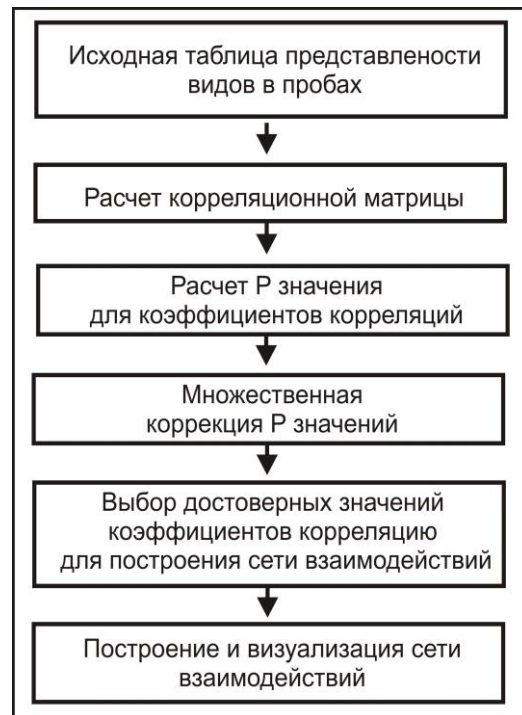 Исходная таблица представлености
видов в пробах
Расчет корреляционной матрицы
Расчет Р значения
для коэффициентов корреляций
Множественная
коррекция Р значений
Выбор достоверных значений
коэффициентов корреляцию
для построения сети взаимодействий
Построение и визуализация сети
взаимодействий